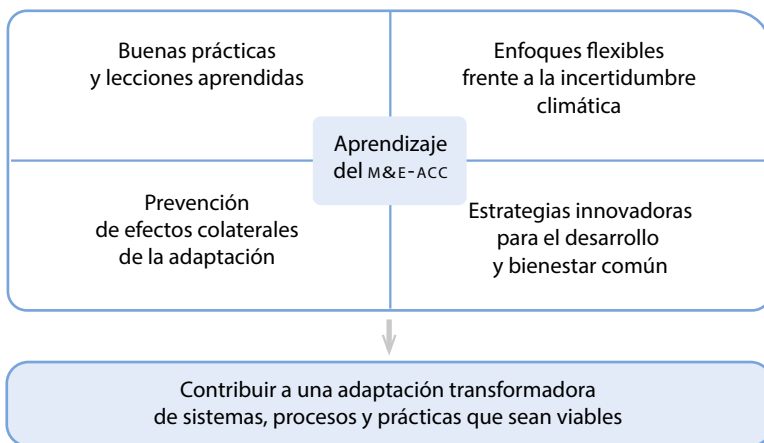 Buenas prácticas
y lecciones aprendidas
Enfoques flexibles
frente a la incertidumbre
climática
Aprendizaje
del M&E-ACC
Prevención
de efectos colaterales
de la adaptación
Estrategias innovadoras
para el desarrollo
y bienestar común
Contribuir a una adaptación transformadora
de sistemas, procesos y prácticas que sean viables